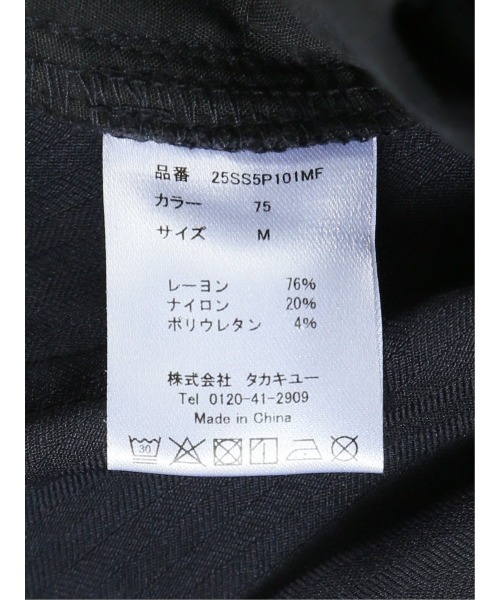 品番 25SS5P101MF
カラー 75
サイズ M
レーヨン 76%
ナイロン 20%
ポリウレタン 4%
株式会社 タカキユー
Tel 0120-41-2909
Made in China
30